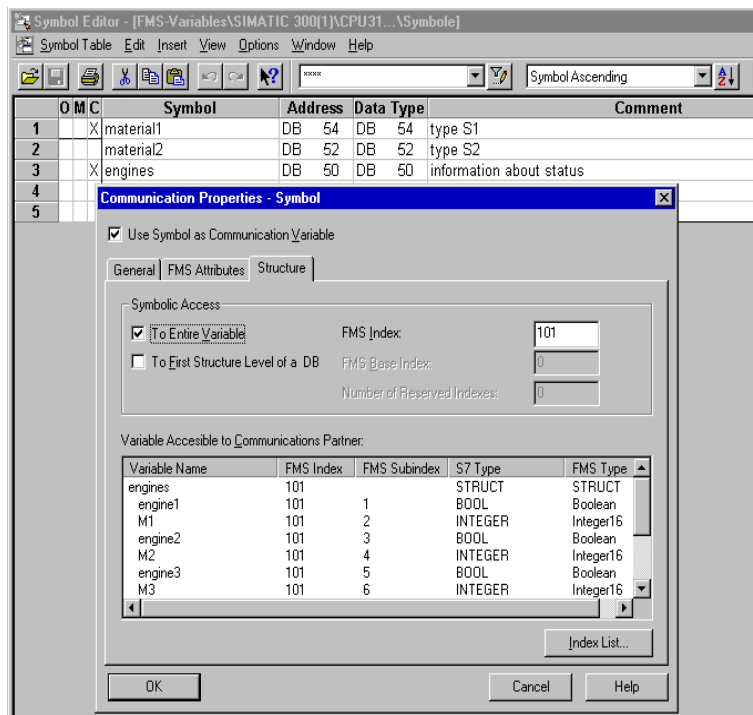 Symbol Editor - [FMS-Variables\SIMATIC 300(1)\CPU31...\Symbole]
Symbol Table Edit Insert View Options Window Help
**** Symbol Ascending
O M C Symbol Address Data Type Comment
1 X material1 DB 54 DB 54 type S1
2 material2 DB 52 DB 52 type S2
3 X engines DB 50 DB 50 information about status
4
5
Communication Properties - Symbol
Use Symbol as Communication Variable
General FMS Attributes Structure
Symbolic Access
To Entire Variable FMS Index: 101
To First Structure Level of a DB FMS Base Index: 0
Number of Reserved Indexes: 0
Variable Accesible to Communications Partner:
Variable Name FMS Index FMS Subindex S7 Type FMS Type
engines 101 STRUCT STRUCT
engine1 101 1 BOOL Boolean
M1 101 2 INTEGER Integer16
engine2 101 3 BOOL Boolean
M2 101 4 INTEGER Integer16
engine3 101 5 BOOL Boolean
M3 101 6 INTEGER Integer16
Index List...
OK Cancel Help